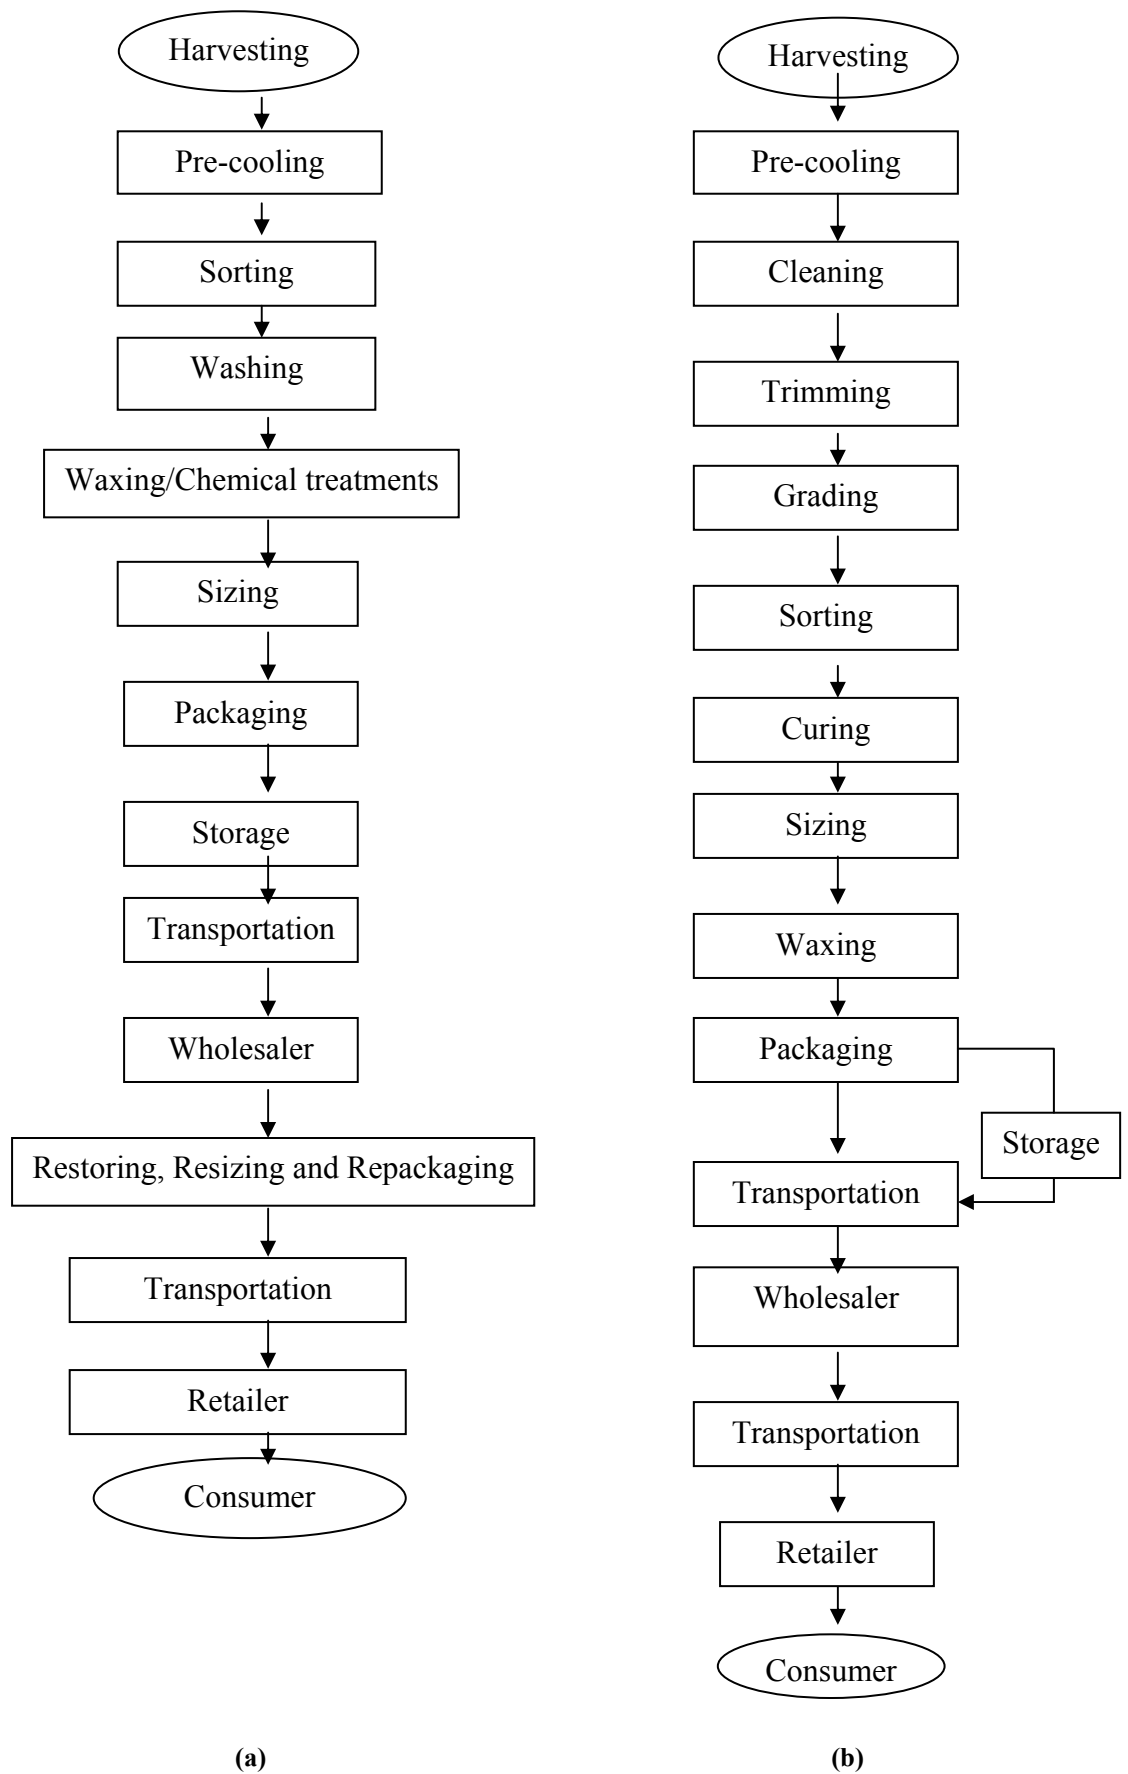 Harvesting
Pre-cooling
Sorting
Washing
Waxing/Chemical treatments
Sizing
Packaging
Storage
Transportation
Wholesaler
Restoring, Resizing and Repackaging
Transportation
Retailer
Consumer
(a)
Harvesting
Pre-cooling
Cleaning
Trimming
Grading
Sorting
Curing
Sizing
Waxing
Packaging
Storage
Transportation
Wholesaler
Transportation
Retailer
Consumer
(b)